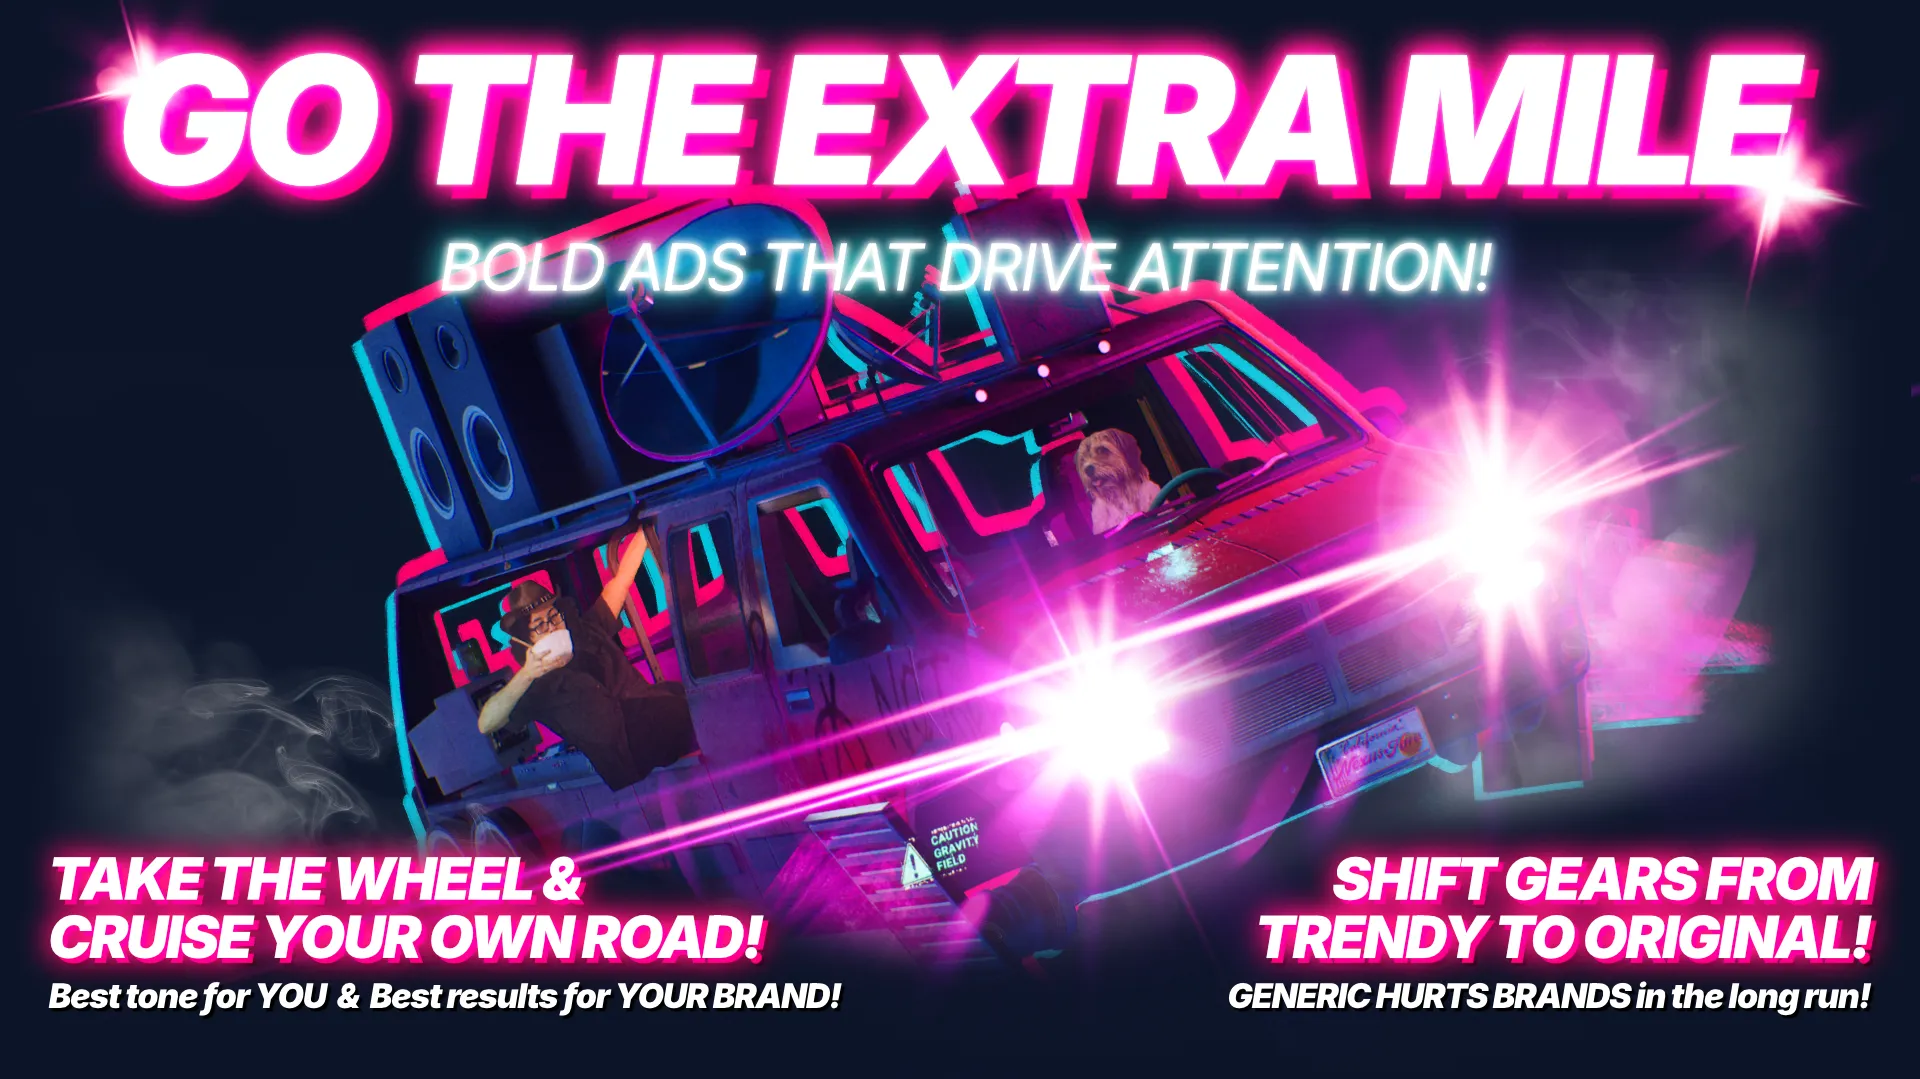 GO THE EXTRA MILE
BOLD ADS THAT DRIVE ATTENTION!
CAUTION
GRAVITY
FIELD
California
TAKE THE WHEEL &
CRUISE YOUR OWN ROAD!
Best tone for YOU & Best results for YOUR BRAND!
SHIFT GEARS FROM
TRENDY TO ORIGINAL!
GENERIC HURTS BRANDS in the long run!